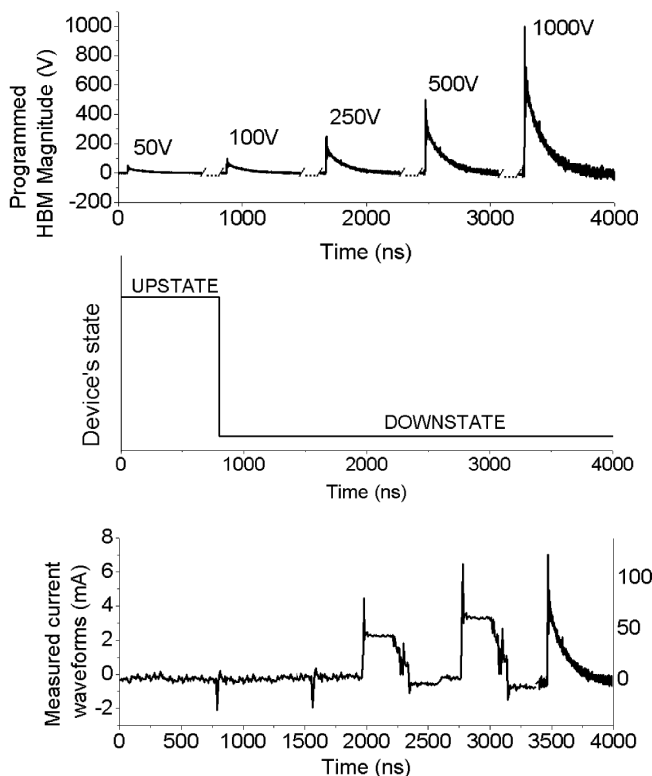 1000
800
600
400
200
0
-200
Programmed
HBM Magnitude (V)
50V
100V
250V
500V
1000V
0 1000 2000 3000 4000
Time (ns)
Device's state
UPSTATE
DOWNSTATE
0 1000 2000 3000 4000
Time (ns)
8
6
4
2
0
-2
Measured current
waveforms (mA)
100
50
0
0 500 1000 1500 2000 2500 3000 3500 4000
Time (ns)